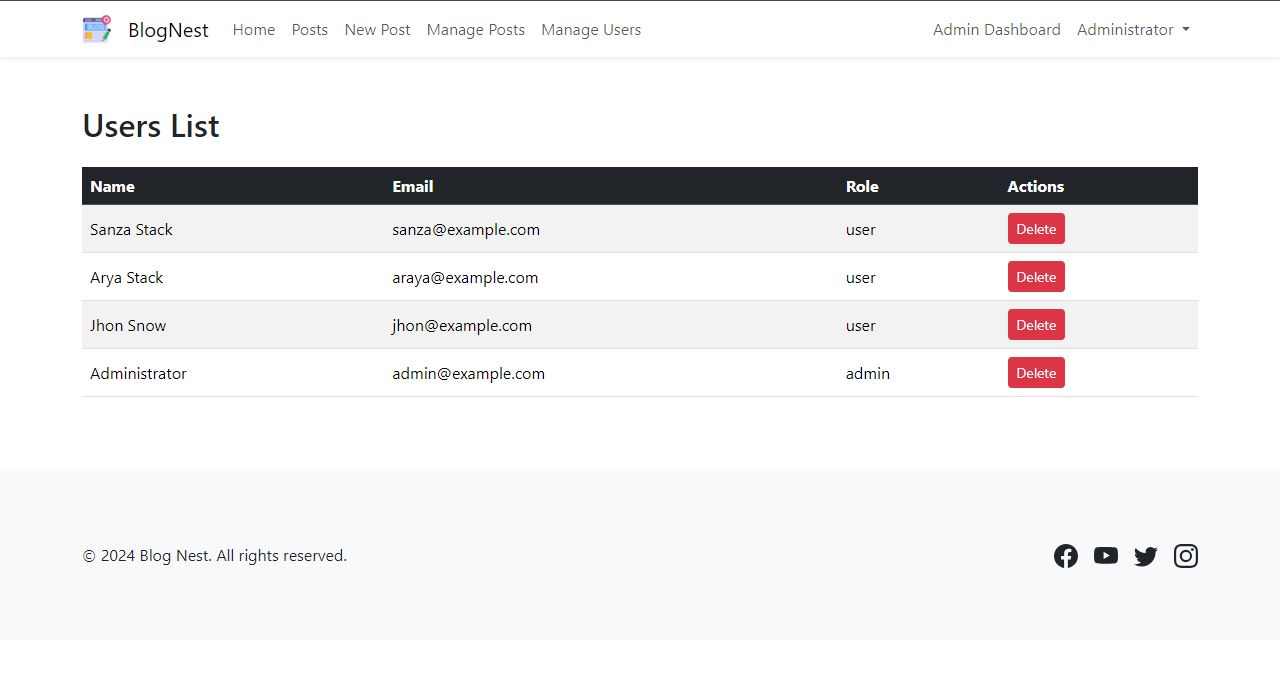 BlogNest Home Posts New Post Manage Posts Manage Users Admin Dashboard Administrator
Users List
Name Email Role Actions
Sanza Stack sanza@example.com user Delete
Arya Stack araya@example.com user Delete
Jhon Snow jhon@example.com user Delete
Administrator admin@example.com admin Delete
© 2024 Blog Nest. All rights reserved.